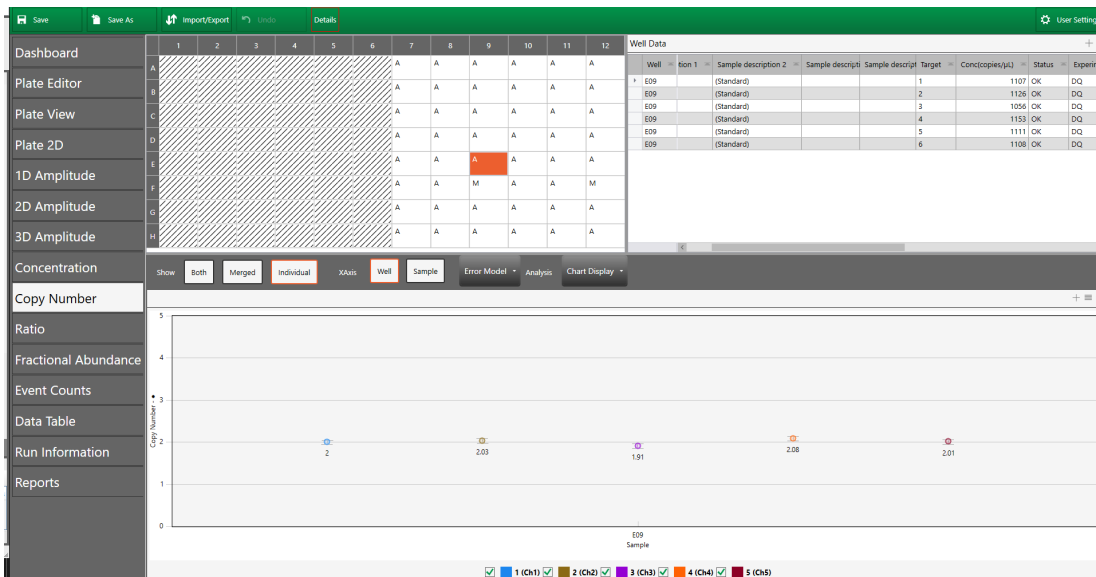 Save Save As Import/Export Undo Details User Setting
Dashboard
Plate Editor
Plate View
Plate 2D
1D Amplitude
2D Amplitude
3D Amplitude
Concentration
Copy Number
Ratio
Fractional Abundance
Event Counts
Data Table
Run Information
Reports
1 2 3 4 5 6 7 8 9 10 11 12
A A A A A A A
B A A A A A A
C A A A A A A
D A A A A A A
E A A A A A A
F A A M A A M
G A A A A A A
H A A A A A A
Well Data
Well tion 1 Sample description 2 Sample descripti Sample descript Target Conc(copies/µL) Status Experin
E09 (Standard) 1 1107 OK DQ
E09 (Standard) 2 1126 OK DQ
E09 (Standard) 3 1056 OK DQ
E09 (Standard) 4 1153 OK DQ
E09 (Standard) 5 1111 OK DQ
E09 (Standard) 6 1108 OK DQ
Show Both Merged Individual XAxis Well Sample Error Model Analysis Chart Display
Copy Number - ●
5
4
3
2
1
0
2 2.03 1.91 2.08 2.01
E09
Sample
1 (Ch1) 2 (Ch2) 3 (Ch3) 4 (Ch4) 5 (Ch5)